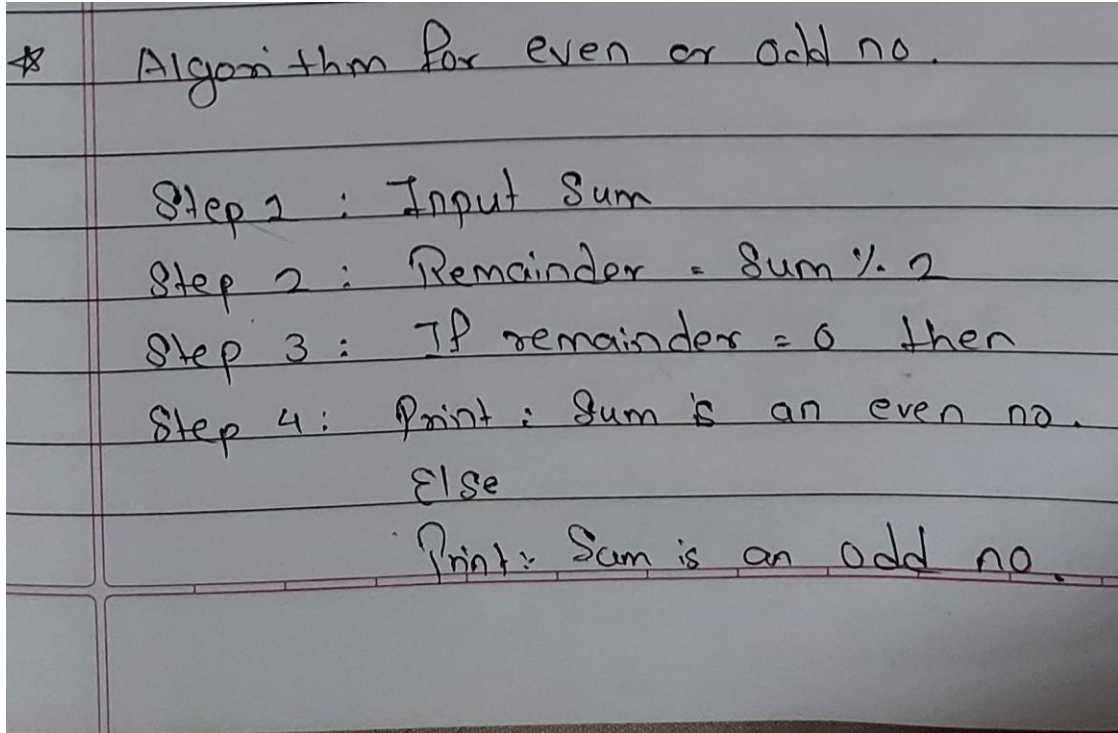 ☆ Algorithm for even or odd no.
Step 1 : Input Sum
Step 2 : Remainder = Sum % 2
Step 3 : If remainder = 0 then
Step 4 : Print : Sum is an even no.
Else
Print : Sum is an odd no.